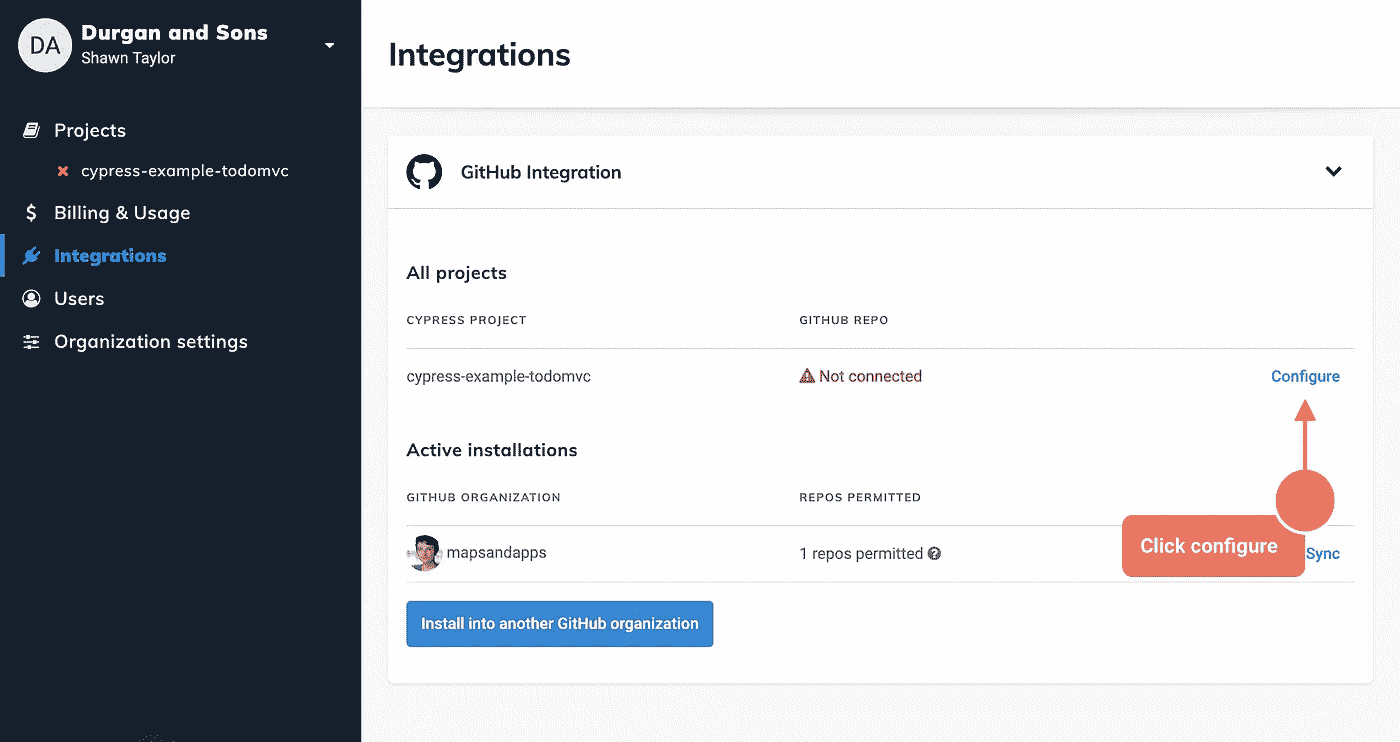 DA
Durgan and Sons
Shawn Taylor
Projects
cypress-example-todomvc
Billing & Usage
Integrations
Users
Organization settings
Integrations
GitHub Integration
All projects
CYPRESS PROJECT GITHUB REPO
cypress-example-todomvc Not connected Configure
Active installations
GITHUB ORGANIZATION REPOS PERMITTED
mapsandapps 1 repos permitted ? Sync
Click configure
Install into another GitHub organization